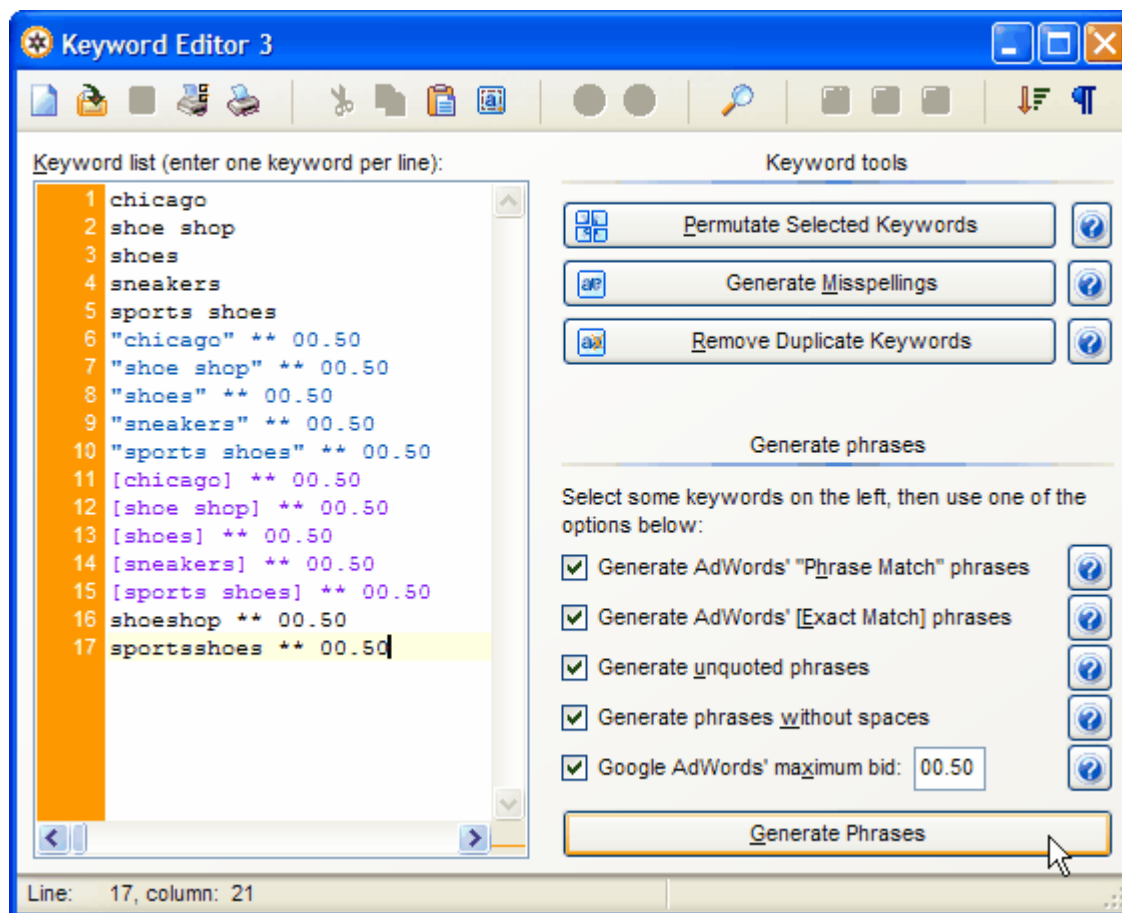 Keyword Editor 3
Keyword list (enter one keyword per line):
1 chicago
2 shoe shop
3 shoes
4 sneakers
5 sports shoes
6 "chicago" ** 00.50
7 "shoe shop" ** 00.50
8 "shoes" ** 00.50
9 "sneakers" ** 00.50
10 "sports shoes" ** 00.50
11 [chicago] ** 00.50
12 [shoe shop] ** 00.50
13 [shoes] ** 00.50
14 [sneakers] ** 00.50
15 [sports shoes] ** 00.50
16 shoeshop ** 00.50
17 sportsshoes ** 00.50
Keyword tools
Permutate Selected Keywords
Generate Misspellings
Remove Duplicate Keywords
Generate phrases
Select some keywords on the left, then use one of the
options below:
Generate AdWords' "Phrase Match" phrases
Generate AdWords' [Exact Match] phrases
Generate unquoted phrases
Generate phrases without spaces
Google AdWords' maximum bid: 00.50
Generate Phrases
Line: 17, column: 21